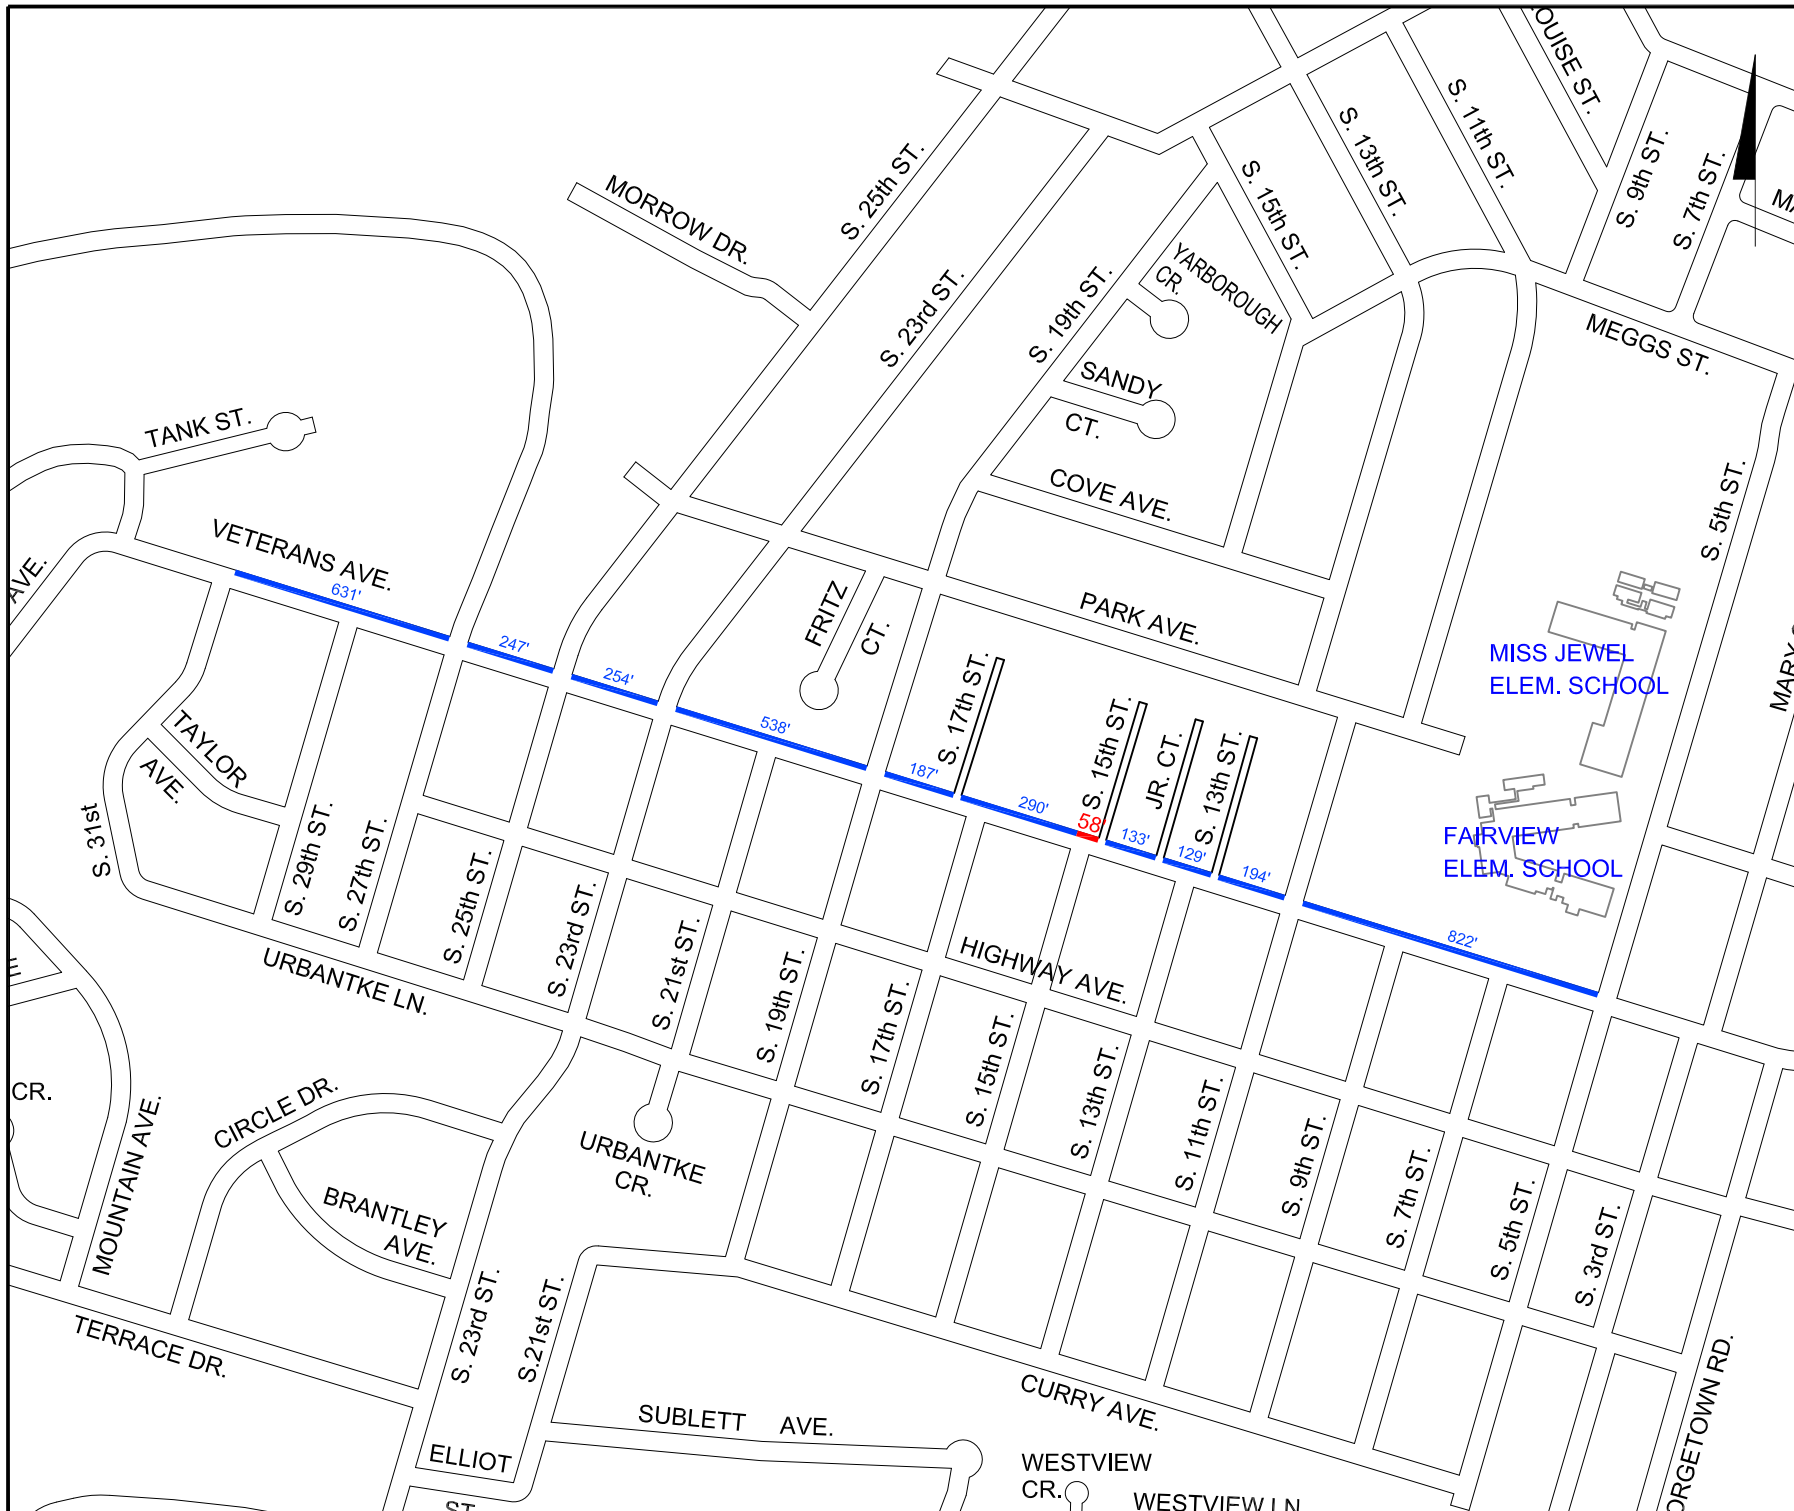 S. 11th ST.
S. 13th ST.
S. 15th ST.
S. 9th ST.
S. 7th ST.
S. 25th ST.
MORROW DR.
S. 23rd ST.
S. 19th ST.
YARBOROUGH
CR.
MEGGS ST.
SANDY
CT.
TANK ST.
COVE AVE.
S. 5th ST.
VETERANS AVE.
AVE.
631'
247'
254'
538'
187'
290'
58'
133'
129'
194'
822'
FRITZ
CT.
PARK AVE.
S. 17th ST.
S. 15th ST.
JR. CT.
S. 13th ST.
MISS JEWEL
ELEM. SCHOOL
FAIRVIEW
ELEM. SCHOOL
TAYLOR
AVE.
S. 31st
S. 29th ST.
S. 27th ST.
S. 25th ST.
S. 23rd ST.
S. 21st ST.
S. 19th ST.
S. 17th ST.
S. 15th ST.
S. 13th ST.
S. 11th ST.
S. 9th ST.
S. 7th ST.
S. 5th ST.
S. 3rd ST.
HIGHWAY AVE.
URBANTKE LN.
CR.
MOUNTAIN AVE.
CIRCLE DR.
URBANTKE
CR.
BRANTLEY
AVE.
TERRACE DR.
S. 23rd ST.
S.21st ST.
CURRY AVE.
SUBLETT AVE.
ELLIOT
ST
WESTVIEW
CR.
WESTVIEW LN